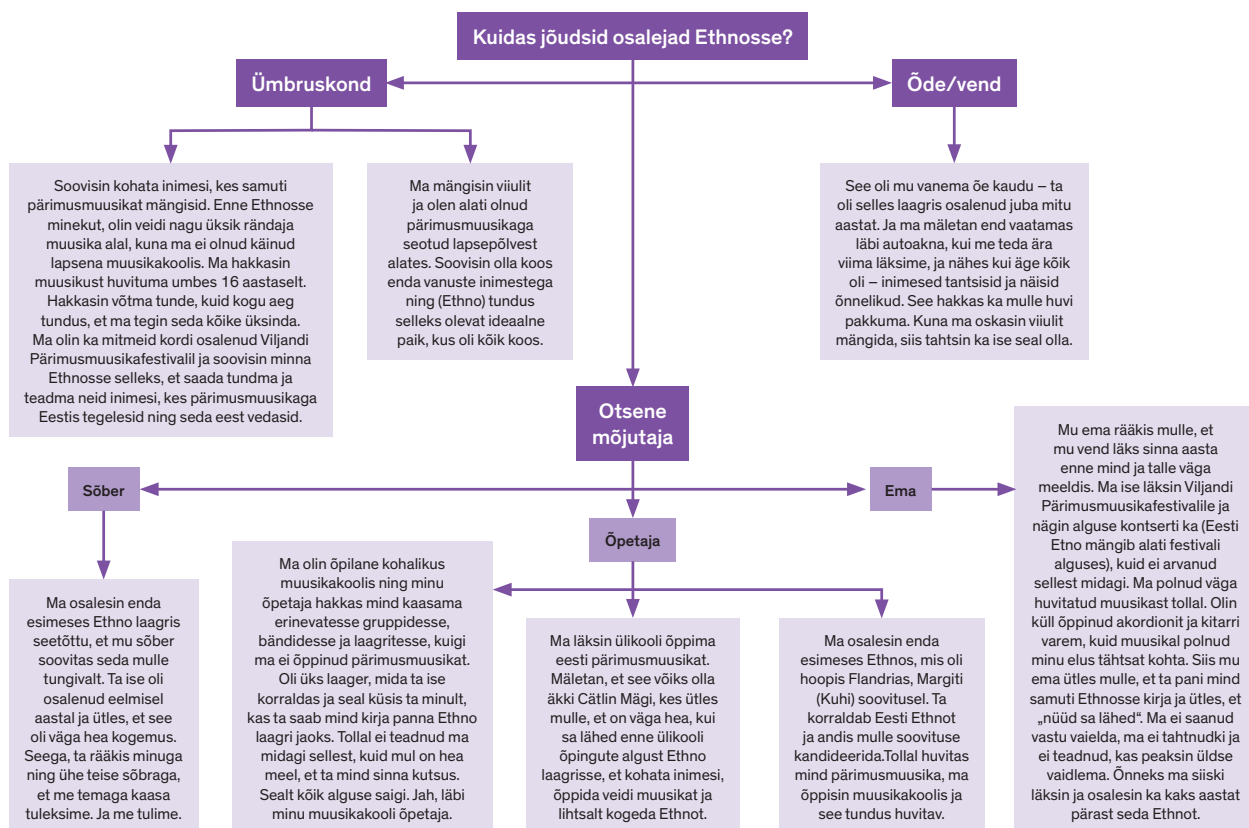 Kuidas jõudsid osalejad Ethnosse?
Ümbruskond
Õde/vend
Soovisin kohata inimesi, kes samuti
pärimusmuusikat mängisid. Enne Ethnosse
minekut, olin veidi nagu üksik rändaja
muusika alal, kuna ma ei olnud käinud
lapsena muusikakoolis. Ma hakkasin
muusikust huvituma umbes 16 aastaselt.
Hakkasin võtma tunde, kuid kogu aeg
tundus, et ma tegin seda kõike üksinda.
Ma olin ka mitmeid kordi osalenud Viljandi
Pärimusmuusikafestivalil ja soovisin minna
Ethnosse selleks, et saada tundma ja
teadma neid inimesi, kes pärimusmuusikaga
Eestis tegelesid ning seda eest vedasid.
Ma mängisin viiulit
ja olen alati olnud
pärimusmuusikaga
seotud lapsepõlvest
alates. Soovisin olla koos
enda vanuste inimestega
ning (Ethno) tundus
selleks olevat ideaalne
paik, kus oli kõik koos.
See oli mu vanema õe kaudu – ta
oli selles laagris osalenud juba mitu
aastat. Ja ma mäletan end vaatamas
läbi autoakna, kui me teda ära
viima läksime, ja nähes kui äge kõik
oli – inimesed tantsisid ja näisid
õnnelikud. See hakkas ka mulle huvi
pakkuma. Kuna ma oskasin viiulit
mängida, siis tahtsin ka ise seal olla.
Otsene
mõjutaja
Sõber
Ema
Õpetaja
Mu ema rääkis mulle, et
mu vend läks sinna aasta
enne mind ja talle väga
meeldis. Ma ise läksin Viljandi
Pärimusmuusikafestivalile ja
nägin alguse kontserti ka (Eesti
Etno mängib alati festivali
alguses), kuid ei arvanud
sellest midagi. Ma polnud väga
huvitatud muusikast tollal. Olin
küll õppinud akordionit ja kitarri
varem, kuid muusikal polnud
minu elus tähtsat kohta. Siis mu
ema ütles mulle, et ta pani mind
samuti Ethnosse kirja ja ütles, et
„nüüd sa lähed“. Ma ei saanud
vastu vaielda, ma ei tahtnudki ja
ei teadnud, kas peaksin üldse
vaidlema. Õnneks ma siiski
läksin ja osalesin ka kaks aastat
pärast seda Ethnot.
Ma osalesin enda
esimeses Ethno laagris
seetõttu, et mu sõber
soovitas seda mulle
tungivalt. Ta ise oli
osalenud eelmisel
aastal ja ütles, et see
oli väga hea kogemus.
Seega, ta rääkis minuga
ning ühe teise sõbraga,
et me temaga kaasa
tuleksime. Ja me tulime.
Ma olin õpilane kohalikus
muusikakoolis ning minu
õpetaja hakkas mind kaasama
erinevatesse gruppidesse,
bändidesse ja laagritesse, kuigi
ma ei õppinud pärimusmuusikat.
Oli üks laager, mida ta ise
korraldas ja seal küsis ta minult,
kas ta saab mind kirja panna Ethno
laagri jaoks. Tollal ei teadnud ma
midagi sellest, kuid mul on hea
meel, et ta mind sinna kutsus.
Sealt kõik alguse saigi. Jah, läbi
minu muusikakooli õpetaja.
Ma läksin ülikooli õppima
eesti pärimusmuusikat.
Mäletan, et see võiks olla
äkki Cätlin Mägi, kes ütles
mulle, et on väga hea, kui
sa lähed enne ülikooli
õpingute algust Ethno
laagrisse, et kohata inimesi,
õppida veidi muusikat ja
lihtsalt kogeda Ethnot.
Ma osalesin enda
esimeses Ethnos, mis oli
hoopis Flandrias, Margiti
(Kuhi) soovitusel. Ta
korraldab Eesti Ethnot
ja andis mulle soovituse
kandideerida.Tollal huvitas
mind pärimusmuusika, ma
õppisin muusikakoolis ja
see tundus huvitav.